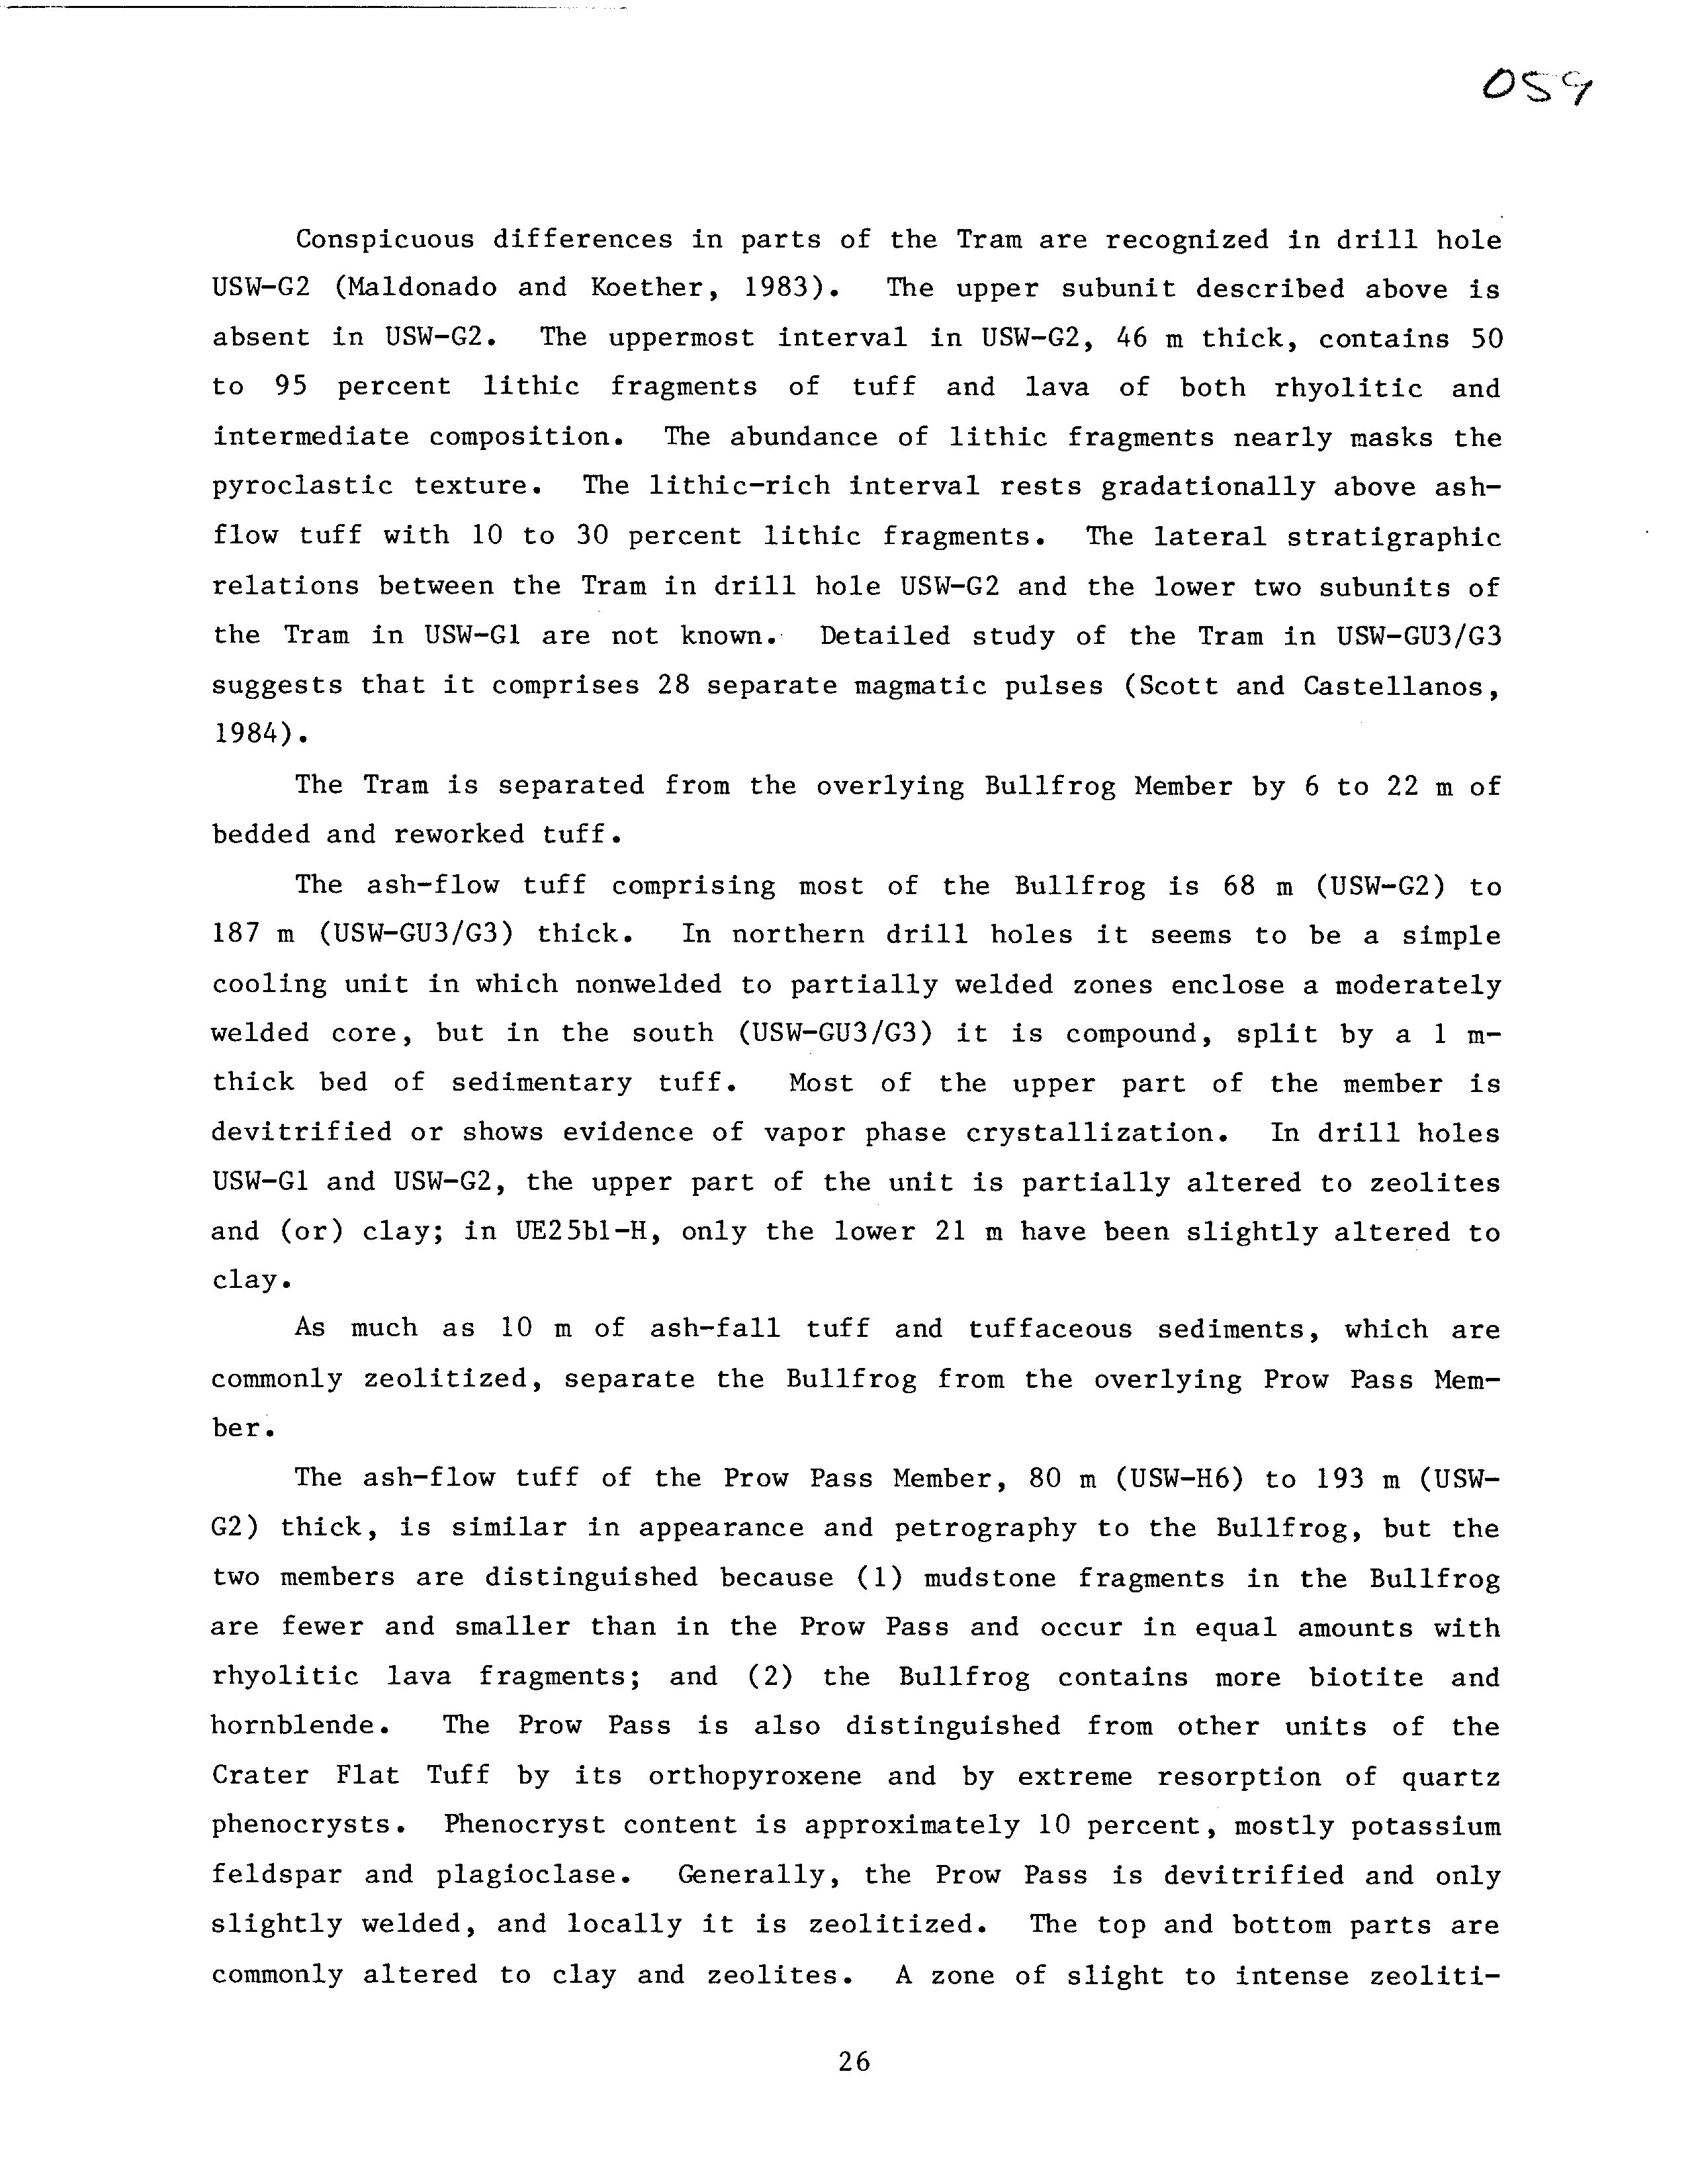 059
Conspicuous differences in parts of the Tram are recognized in drill hole
USW-G2 (Maldonado and Koether, 1983). The upper subunit described above is
absent in USW-G2. The uppermost interval in USW-G2, 46 m thick, contains 50
to 95 percent lithic fragments of tuff and lava of both rhyolitic and
intermediate composition. The abundance of lithic fragments nearly masks the
pyroclastic texture. The lithic-rich interval rests gradationally above ash-
flow tuff with 10 to 30 percent lithic fragments. The lateral stratigraphic
relations between the Tram in drill hole USW-G2 and the lower two subunits of
the Tram in USW-G1 are not known. Detailed study of the Tram in USW-GU3/G3
suggests that it comprises 28 separate magmatic pulses (Scott and Castellanos,
1984).
The Tram is separated from the overlying Bullfrog Member by 6 to 22 m of
bedded and reworked tuff.
The ash-flow tuff comprising most of the Bullfrog is 68 m (USW-G2) to
187 m (USW-GU3/G3) thick. In northern drill holes it seems to be a simple
cooling unit in which nonwelded to partially welded zones enclose a moderately
welded core, but in the south (USW-GU3/G3) it is compound, split by a 1 m-
thick bed of sedimentary tuff. Most of the upper part of the member is
devitrified or shows evidence of vapor phase crystallization. In drill holes
USW-G1 and USW-G2, the upper part of the unit is partially altered to zeolites
and (or) clay; in UE25b1-H, only the lower 21 m have been slightly altered to
clay.
As much as 10 m of ash-fall tuff and tuffaceous sediments, which are
commonly zeolitized, separate the Bullfrog from the overlying Prow Pass Mem-
ber.
The ash-flow tuff of the Prow Pass Member, 80 m (USW-H6) to 193 m (USW-
G2) thick, is similar in appearance and petrography to the Bullfrog, but the
two members are distinguished because (1) mudstone fragments in the Bullfrog
are fewer and smaller than in the Prow Pass and occur in equal amounts with
rhyolitic lava fragments; and (2) the Bullfrog contains more biotite and
hornblende. The Prow Pass is also distinguished from other units of the
Crater Flat Tuff by its orthopyroxene and by extreme resorption of quartz
phenocrysts. Phenocryst content is approximately 10 percent, mostly potassium
feldspar and plagioclase. Generally, the Prow Pass is devitrified and only
slightly welded, and locally it is zeolitized. The top and bottom parts are
commonly altered to clay and zeolites. A zone of slight to intense zeoliti-
26